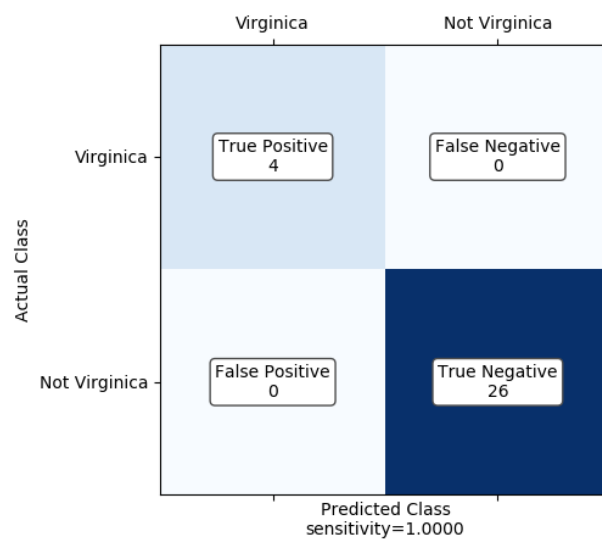 Virginica
Not Virginica
Virginica
True Positive
4
False Negative
0
Actual Class
Not Virginica
False Positive
0
True Negative
26
Predicted Class
sensitivity=1.0000